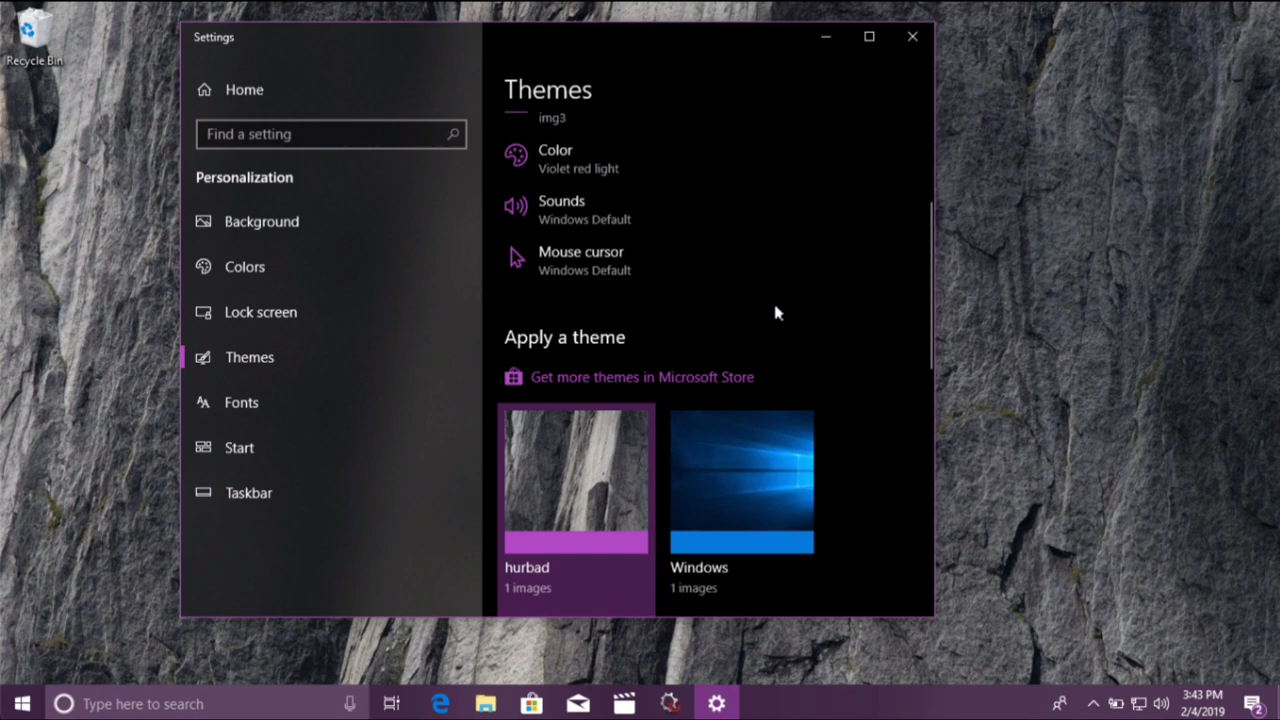 Recycle Bin
Settings
Home
Find a setting
Personalization
Background
Colors
Lock screen
Themes
Fonts
Start
Taskbar
Themes
img3
Color
Violet red light
Sounds
Windows Default
Mouse cursor
Windows Default
Apply a theme
Get more themes in Microsoft Store
hurbad
1 images
Windows
1 images
Type here to search
3:43 PM
2/4/2019
2